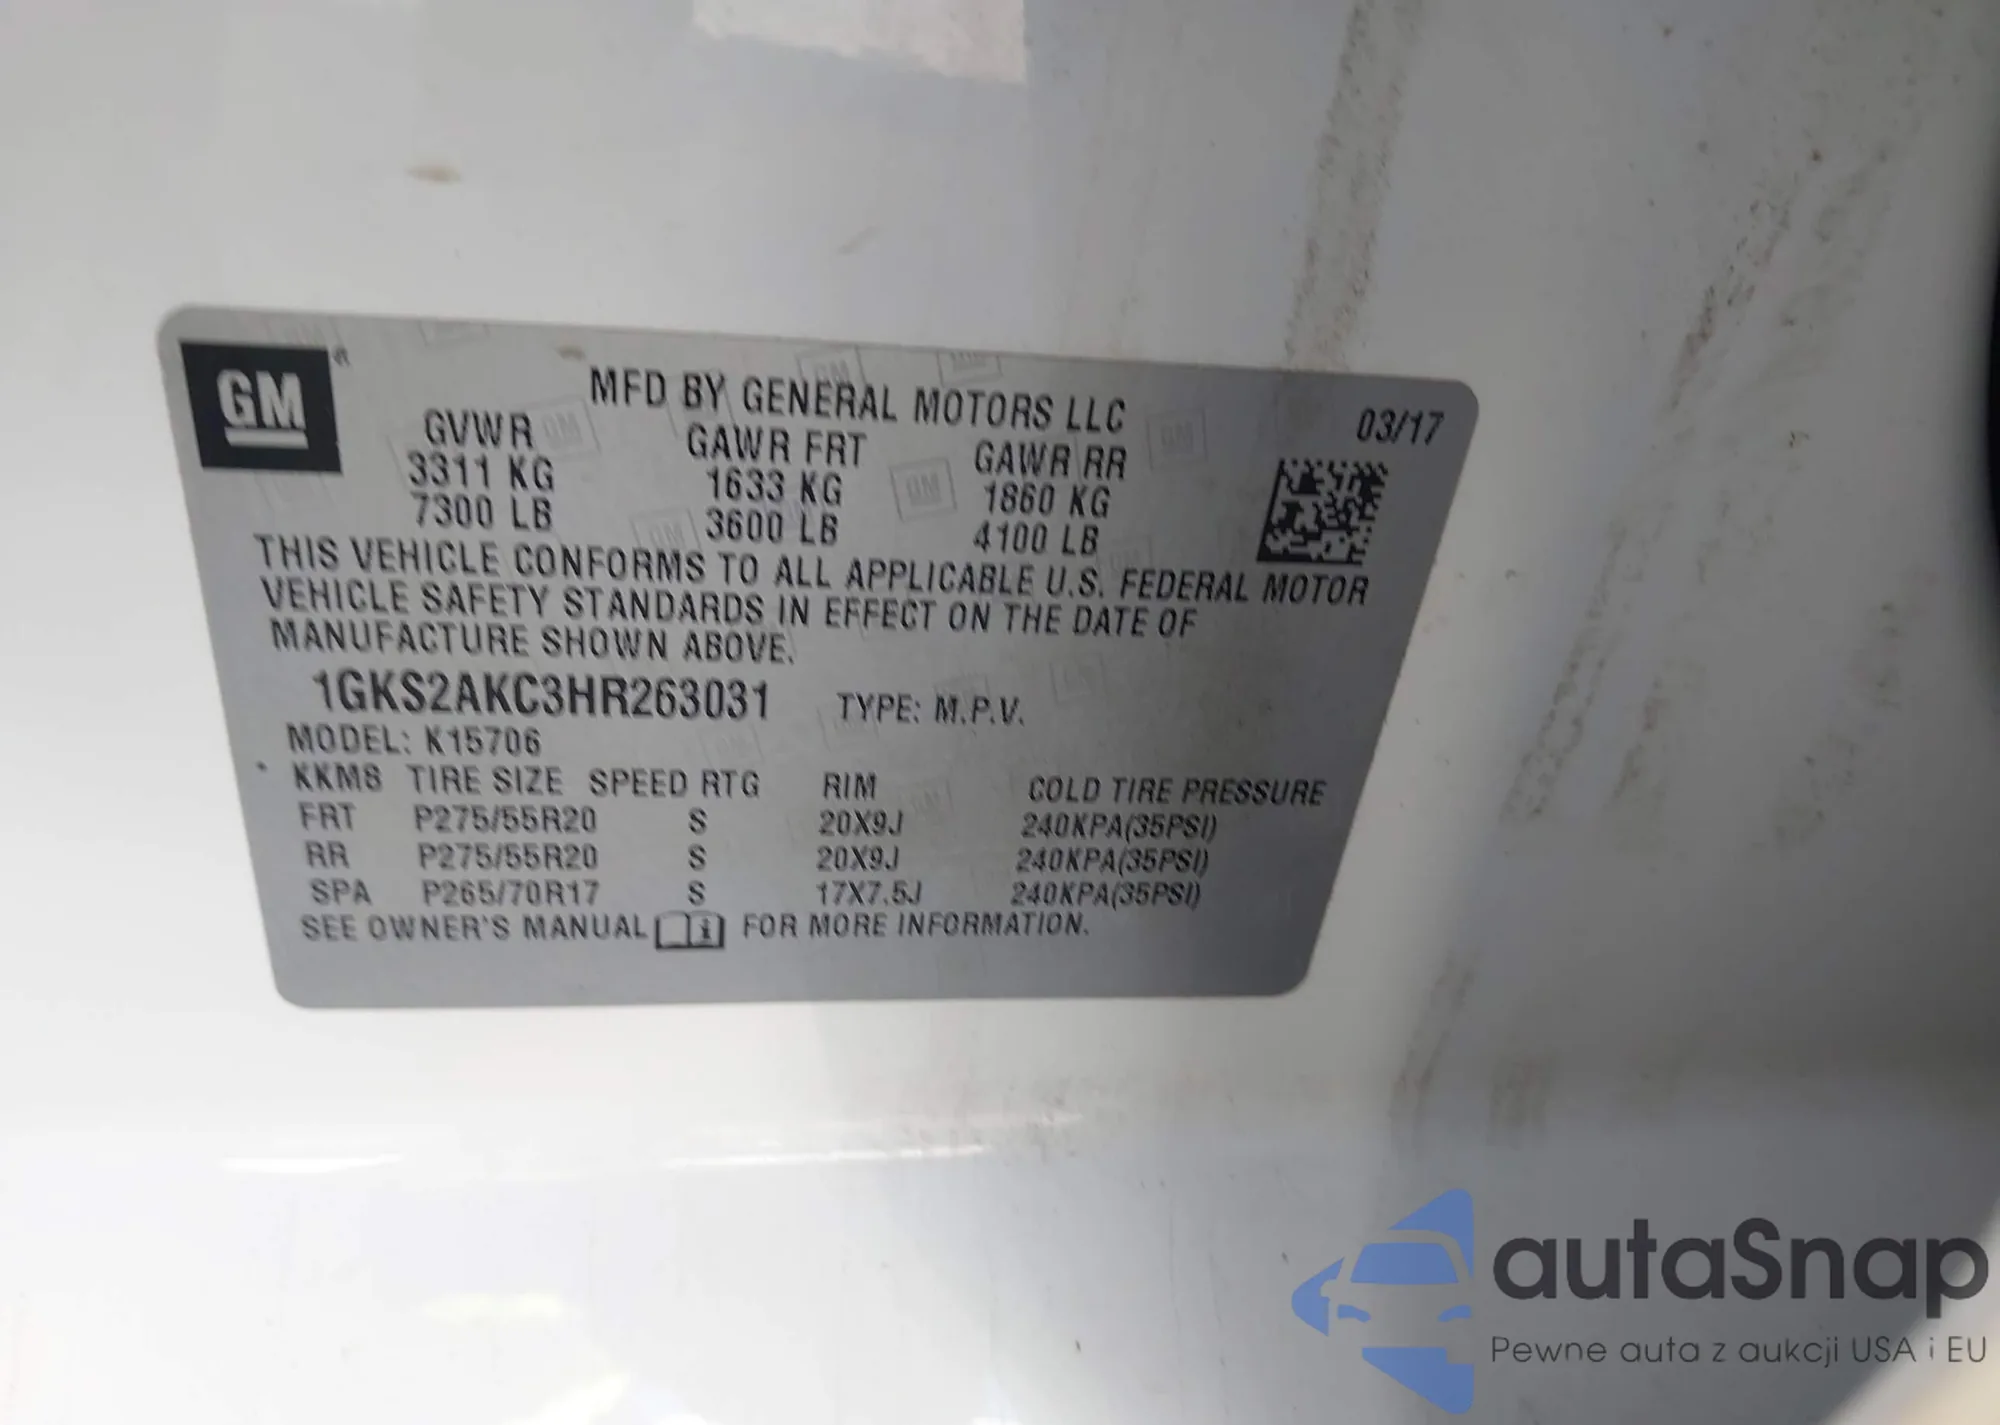 GM
MFD BY GENERAL MOTORS LLC 03/17
GVWR GAWR FRT GAWR RR
3311 KG 1633 KG 1860 KG
7300 LB 3600 LB 4100 LB
THIS VEHICLE CONFORMS TO ALL APPLICABLE U.S. FEDERAL MOTOR
VEHICLE SAFETY STANDARDS IN EFFECT ON THE DATE OF
MANUFACTURE SHOWN ABOVE.
1GKS2AKC3HR263031 TYPE: M.P.V.
MODEL: K15706
KKM8 TIRE SIZE SPEED RTG RIM COLD TIRE PRESSURE
FRT P275/55R20 S 20X9J 240KPA(35PSI)
RR P275/55R20 S 20X9J 240KPA(35PSI)
SPA P265/70R17 S 17X7.5J 240KPA(35PSI)
SEE OWNER'S MANUAL i FOR MORE INFORMATION.
autaSnap
Pewne auta z aukcji USA i EU